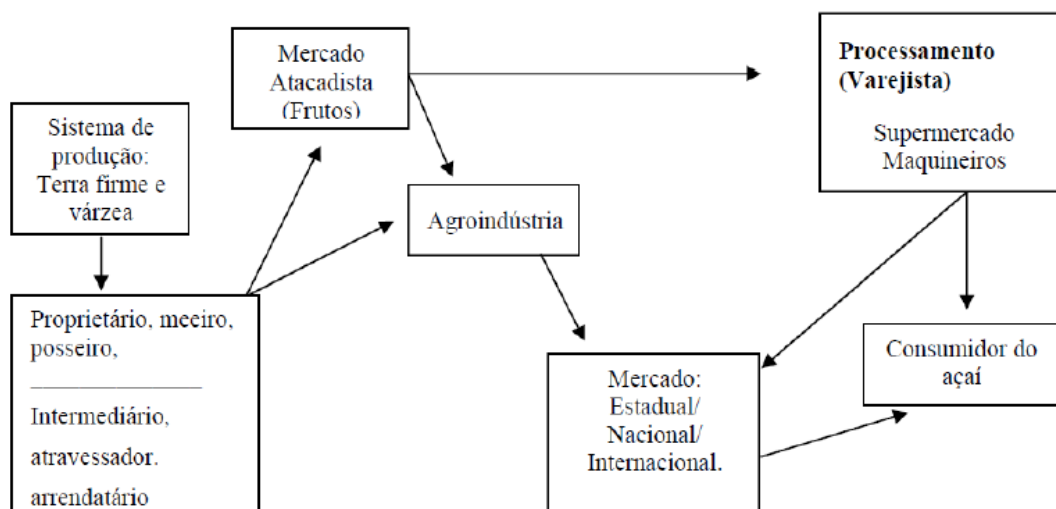 Mercado
Atacadista
(Frutos)
Processamento
(Varejista)
Supermercado
Maquineiros
Sistema de
produção:
Terra firme e
várzea
Agroindústria
Proprietário, meeiro,
posseiro,
Intermediário,
atravessador.
arrendatário
Mercado:
Estadual/
Nacional/
Internacional.
Consumidor do
açaí